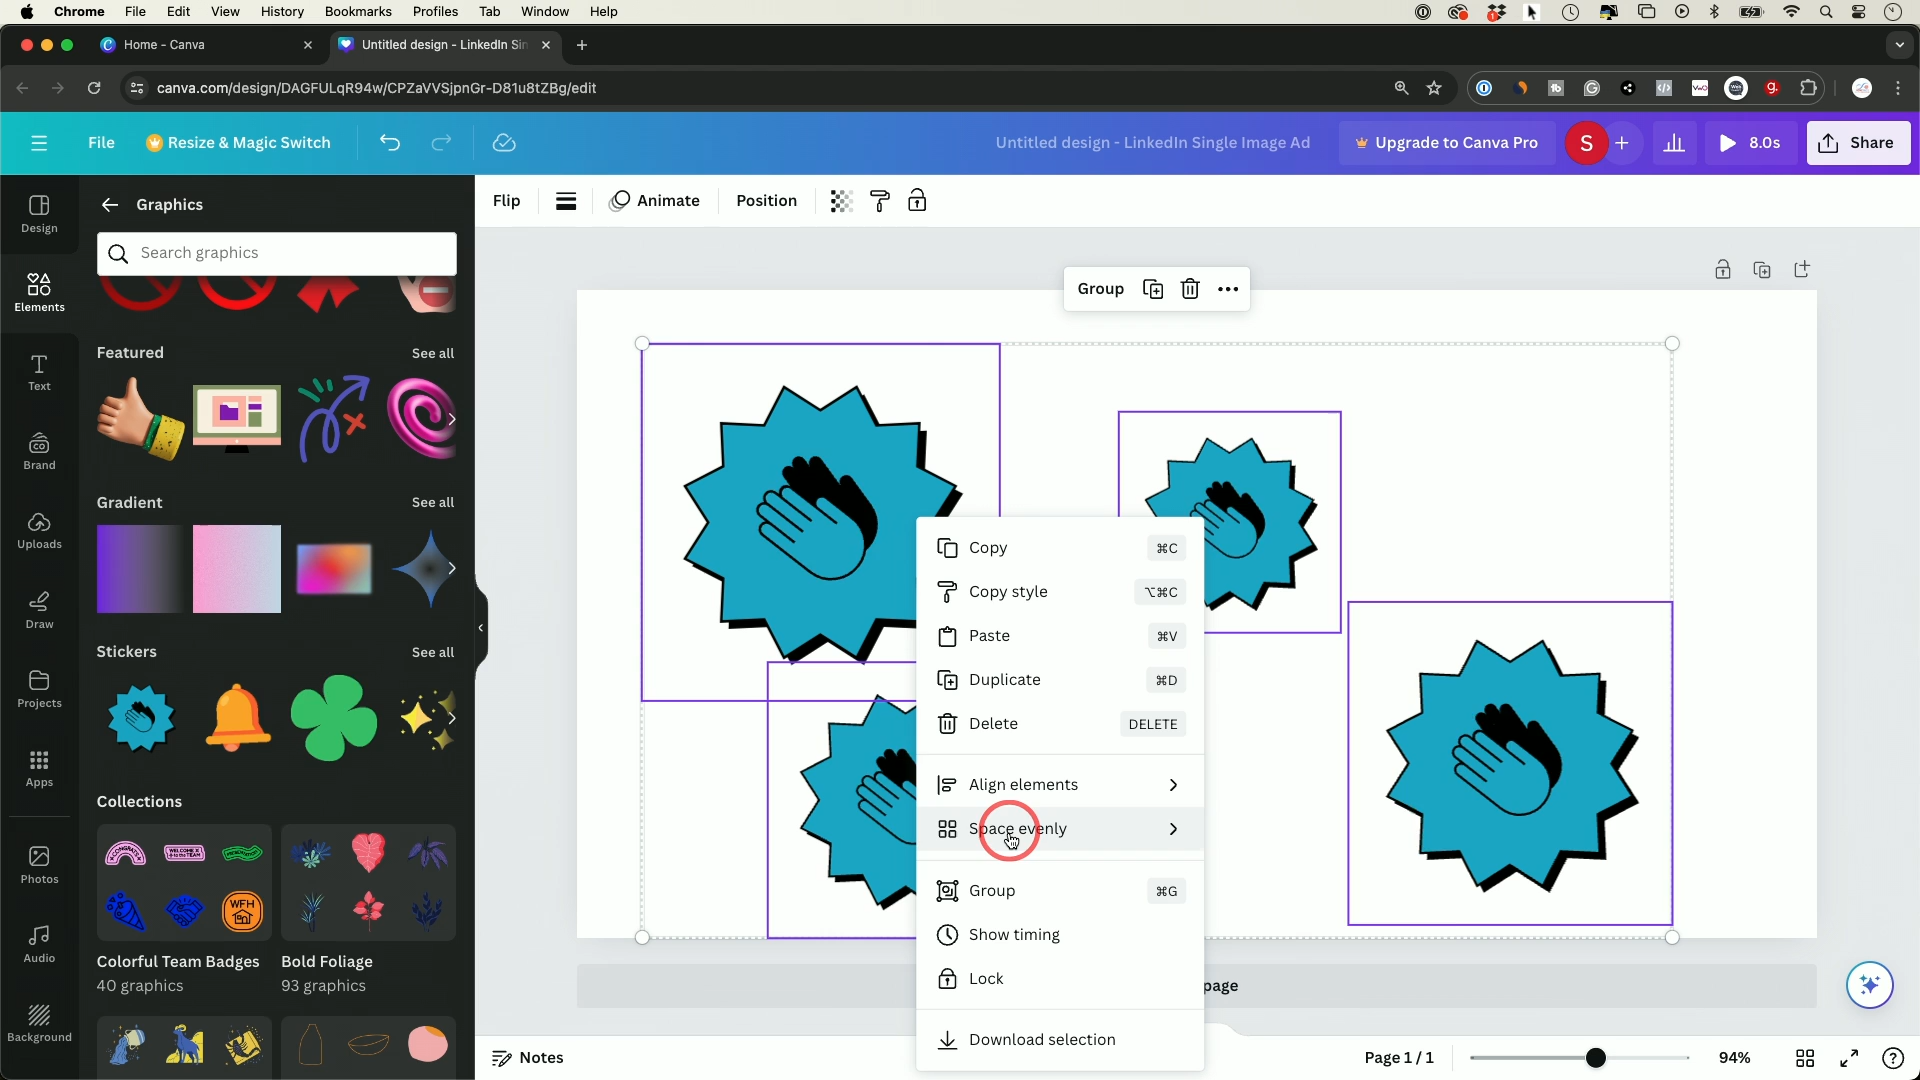 Chrome File Edit View History Bookmarks Profiles Tab Window Help
Home - Canva
Untitled design - LinkedIn Sin
canva.com/design/DAGFULqR94w/CPZaVVSjpnGr-D81u8tZBg/edit
File
Resize & Magic Switch
Untitled design - LinkedIn Single Image Ad
Upgrade to Canva Pro
S
8.0s
Share
Design
Elements
Text
Brand
Uploads
Draw
Projects
Apps
Photos
Audio
Background
Graphics
Search graphics
Featured
See all
Gradient
See all
Stickers
See all
Collections
CONGRATS
WFH
Colorful Team Badges
40 graphics
Bold Foliage
93 graphics
Flip
Animate
Position
Group
Copy ⌘C
Copy style ⌥⌘C
Paste ⌘V
Duplicate ⌘D
Delete DELETE
Align elements
Space evenly
Group ⌘G
Show timing
Lock
Download selection
page
Notes
Page 1 / 1
94%